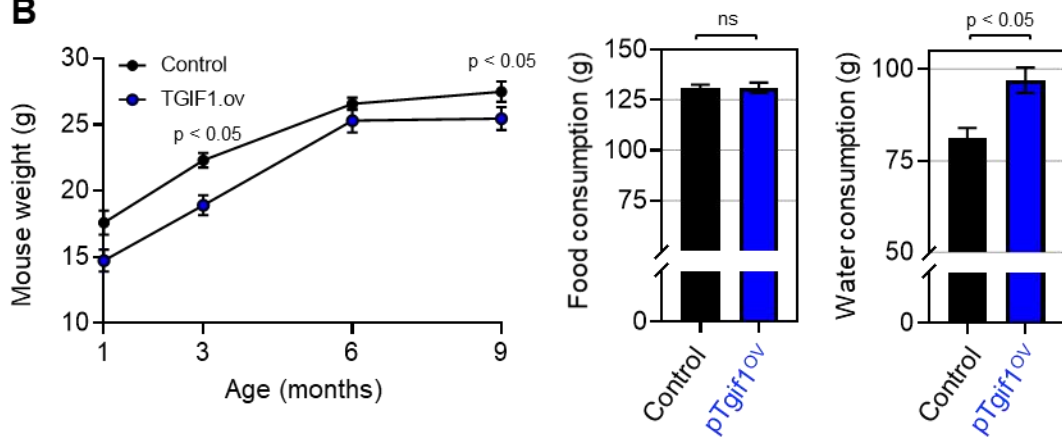 B
Mouse weight (g)
30
25
20
15
10
Control
TGIF1.ov
p < 0.05
p < 0.05
1 3 6 9
Age (months)
Food consumption (g)
150
125
100
75
0
ns
Control
pTgif1OV
Water consumption (g)
100
75
50
0
p < 0.05
Control
pTgif1OV